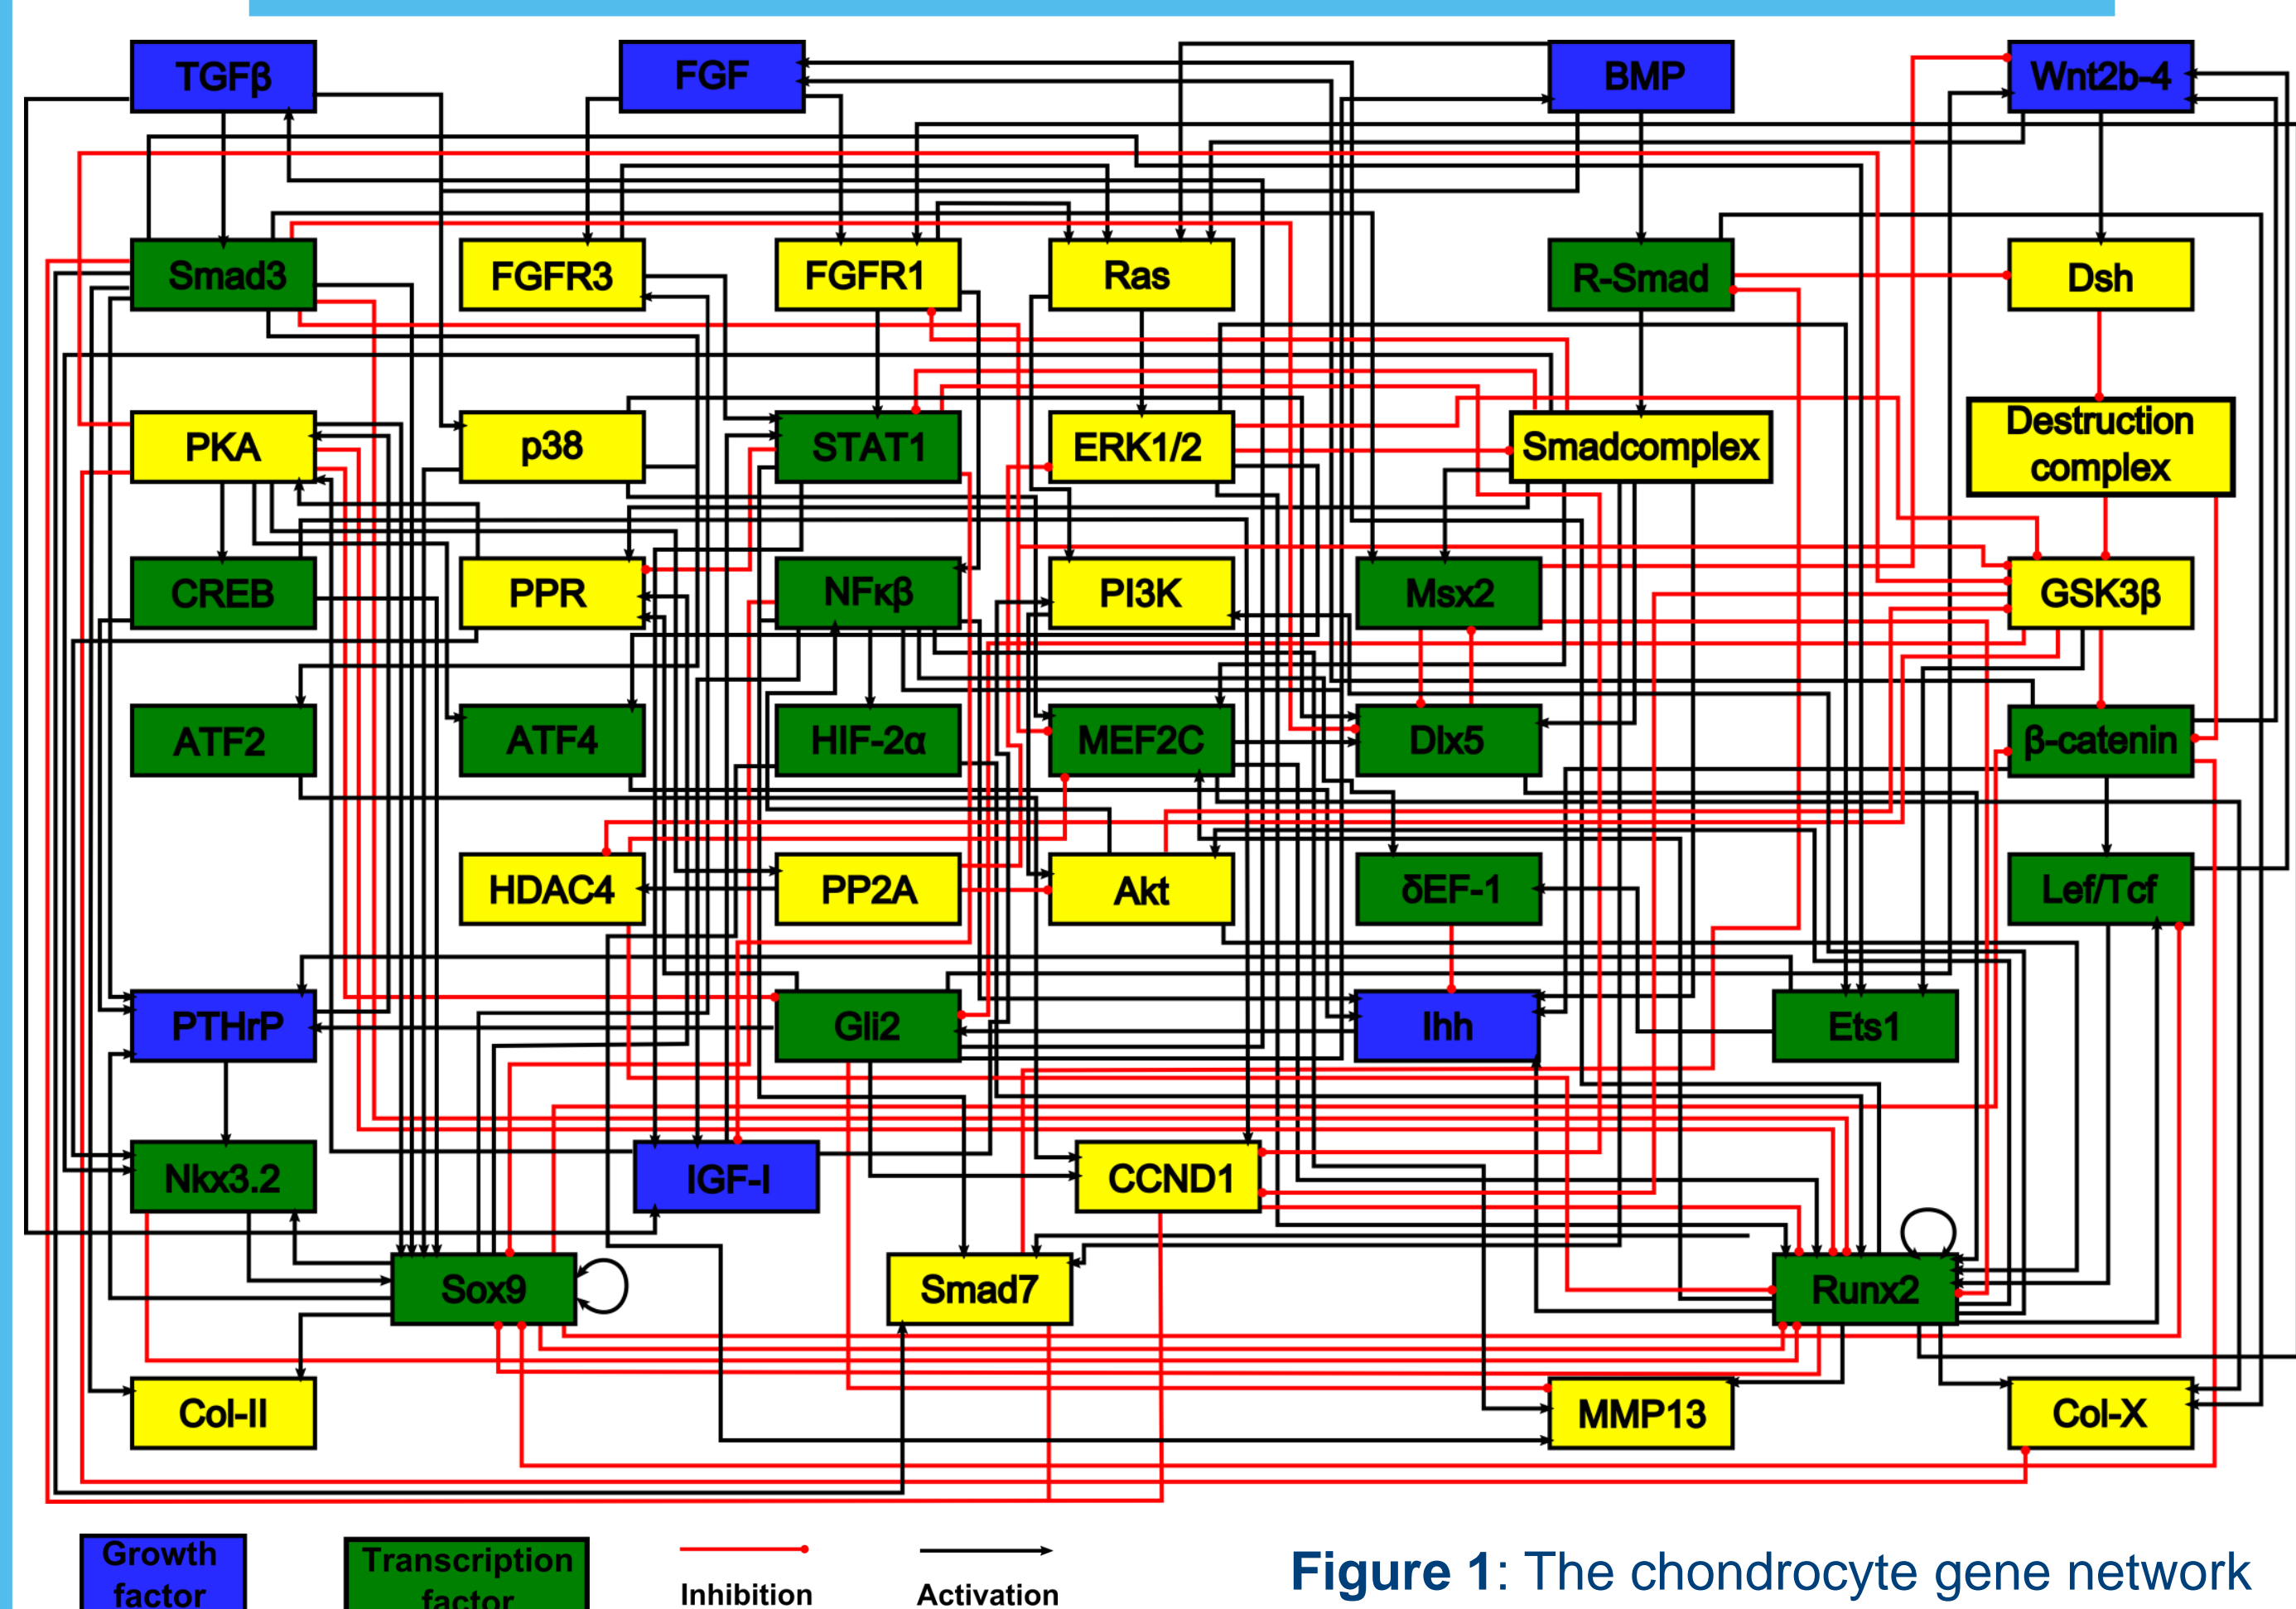 TGFβ
FGF
BMP
Wnt2b-4
Smad3
FGFR3
FGFR1
Ras
R-Smad
Dsh
PKA
p38
STAT1
ERK1/2
Smadcomplex
Destruction
complex
CREB
PPR
NFκβ
PI3K
Msx2
GSK3β
ATF2
ATF4
HIF-2α
MEF2C
Dlx5
β-catenin
HDAC4
PP2A
Akt
δEF-1
Lef/Tcf
PTHrP
Gli2
Ihh
Ets1
Nkx3.2
IGF-I
CCND1
Sox9
Smad7
Runx2
Col-II
MMP13
Col-X
Growth
factor
Transcription
factor
Inhibition
Activation
Figure 1: The chondrocyte gene network